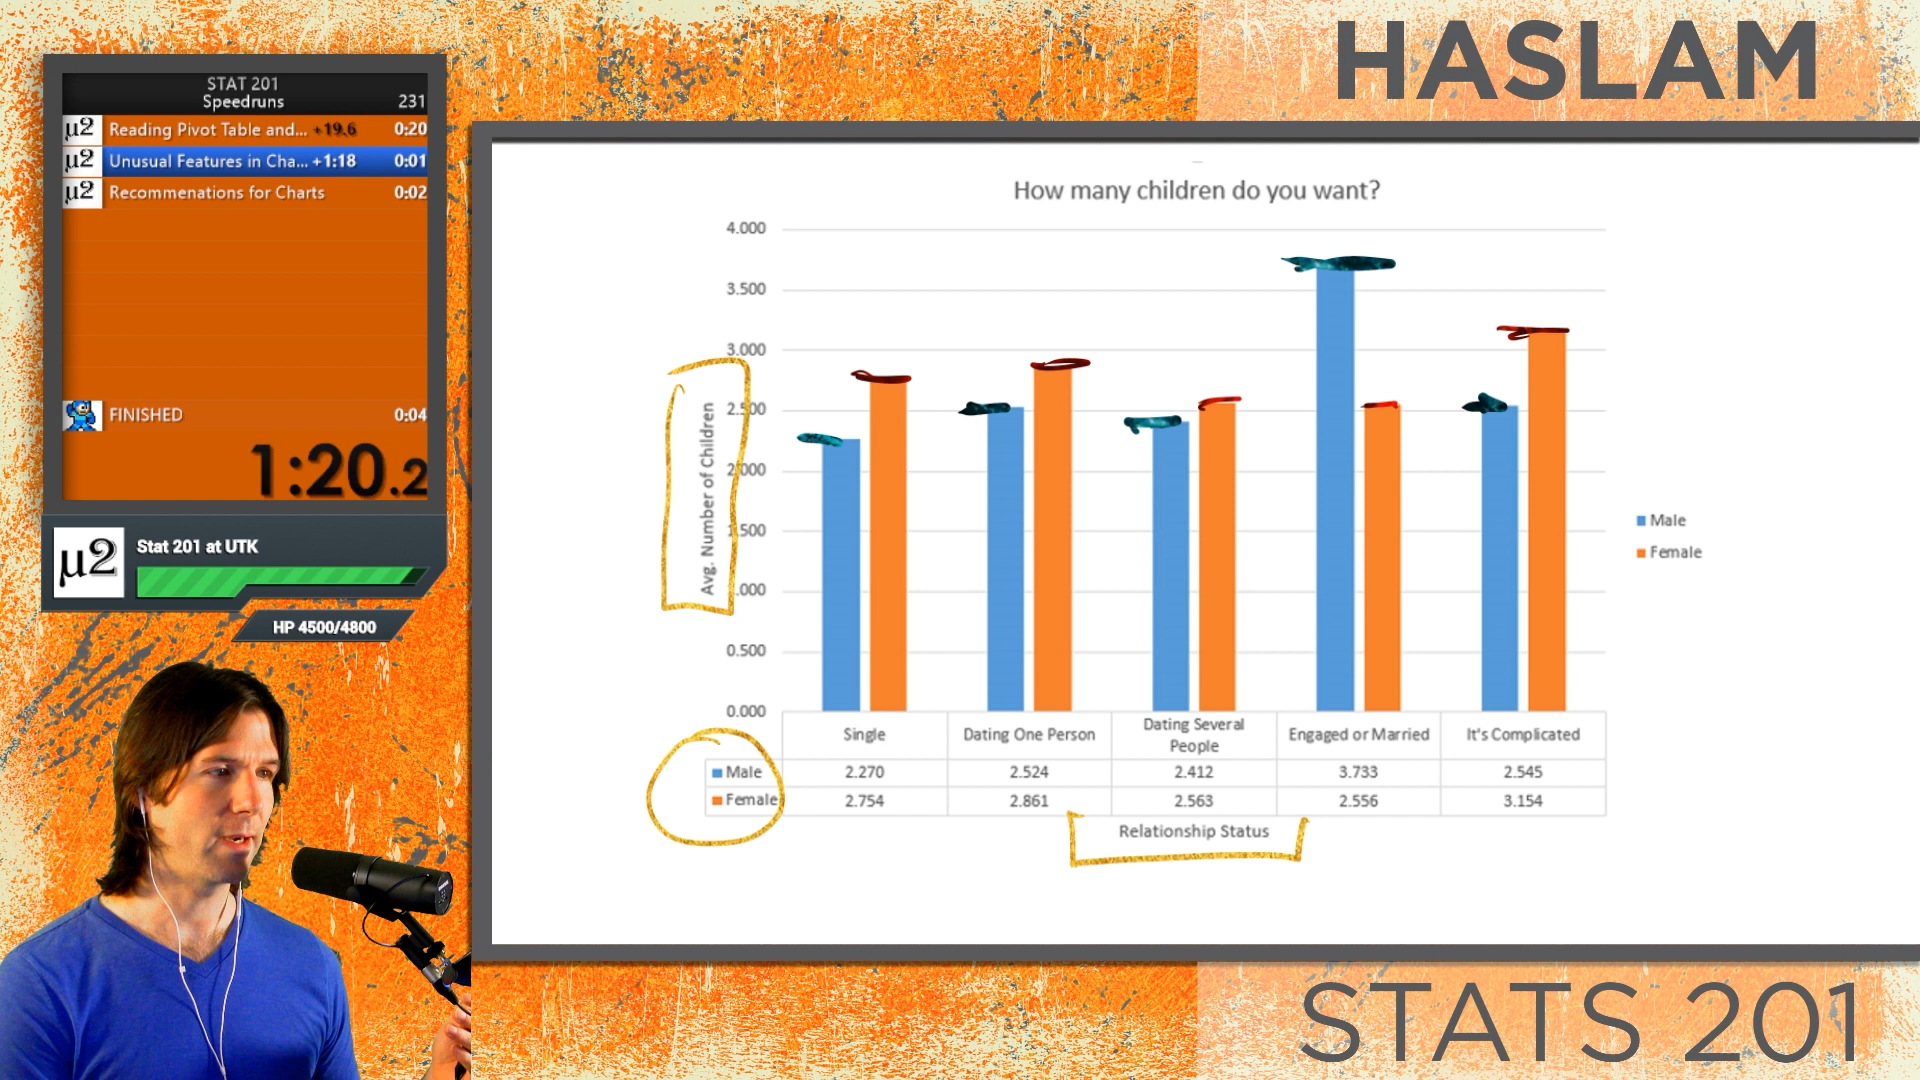 HASLAM
STAT 201
Speedruns 231
μ2 Reading Pivot Table and... +19.6 0:20
μ2 Unusual Features in Cha... +1:18 0:01
μ2 Recommenations for Charts 0:02
FINISHED 0:04
1:20.2
μ2 Stat 201 at UTK
HP 4500/4800
How many children do you want?
4.000
3.500
3.000
2.500
2.000
1.500
1.000
0.500
0.000
Avg. Number of Children
Male
Female
Single Dating One Person Dating Several People Engaged or Married It's Complicated
Male 2.270 2.524 2.412 3.733 2.545
Female 2.754 2.861 2.563 2.556 3.154
Relationship Status
STATS 201